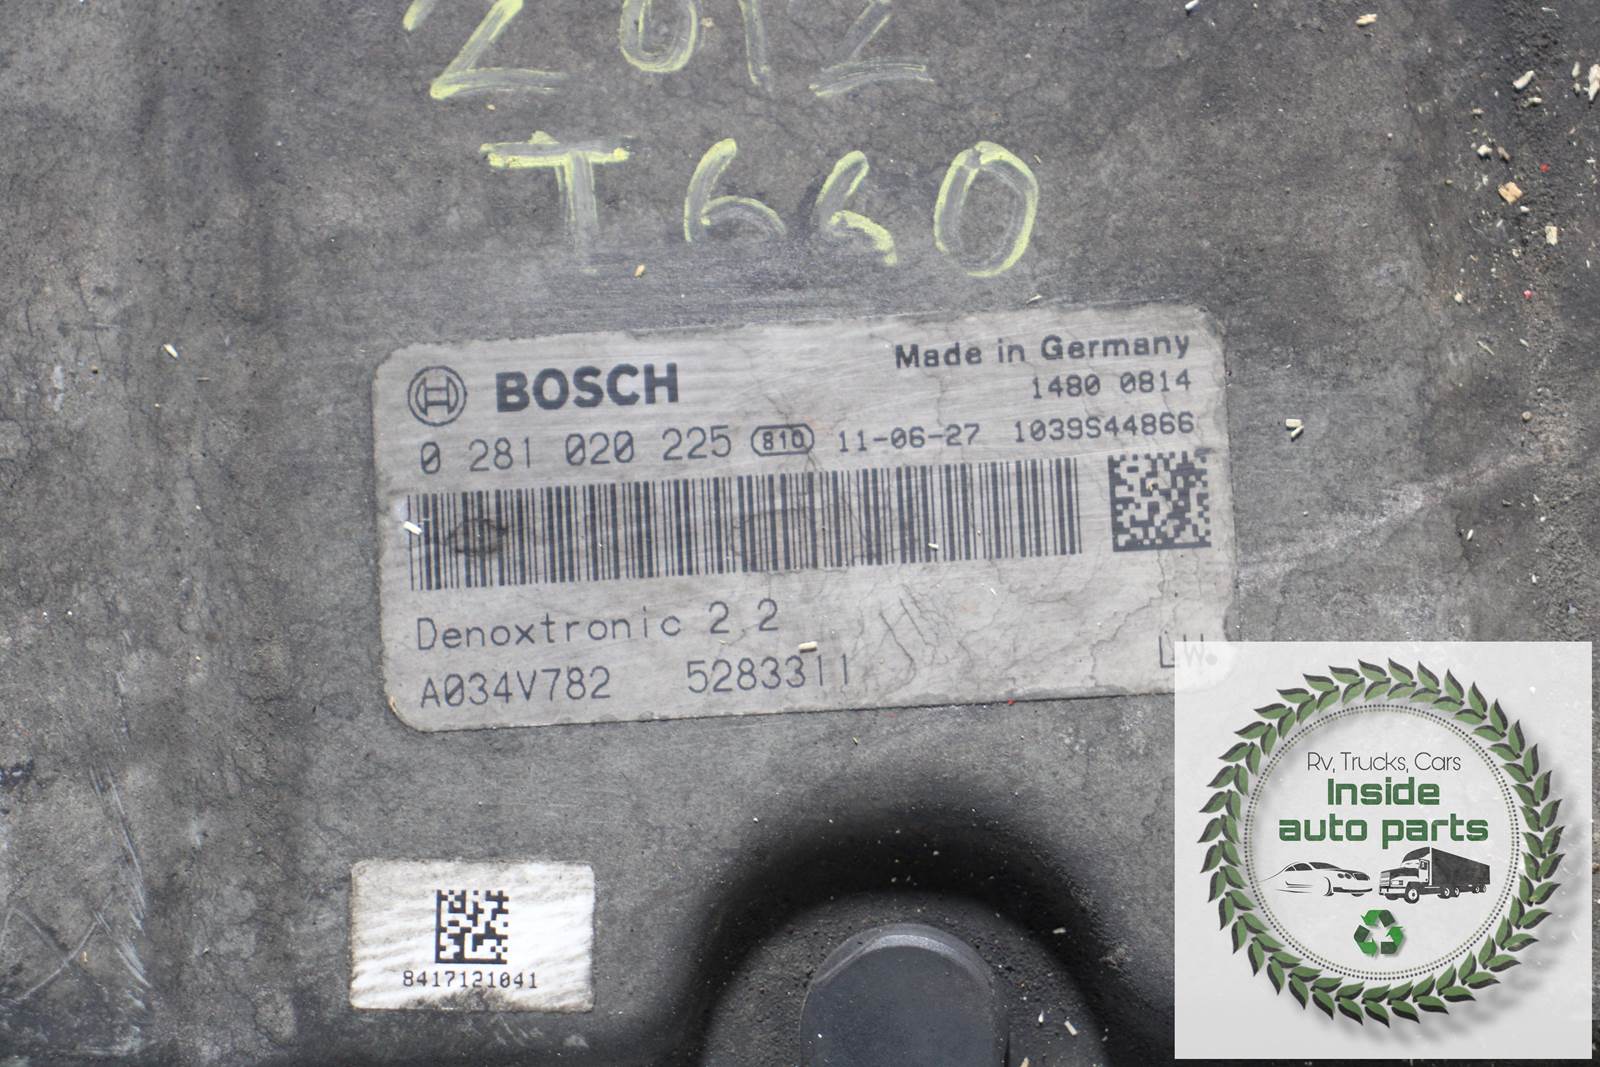 2012
T660
BOSCH
Made in Germany
1480 0814
0 281 020 225 810 11-06-27 1039S44866
Denoxtronic 2.2
A034V782 5283311
LW.
8417121041
Rv, Trucks, Cars
Inside
auto parts